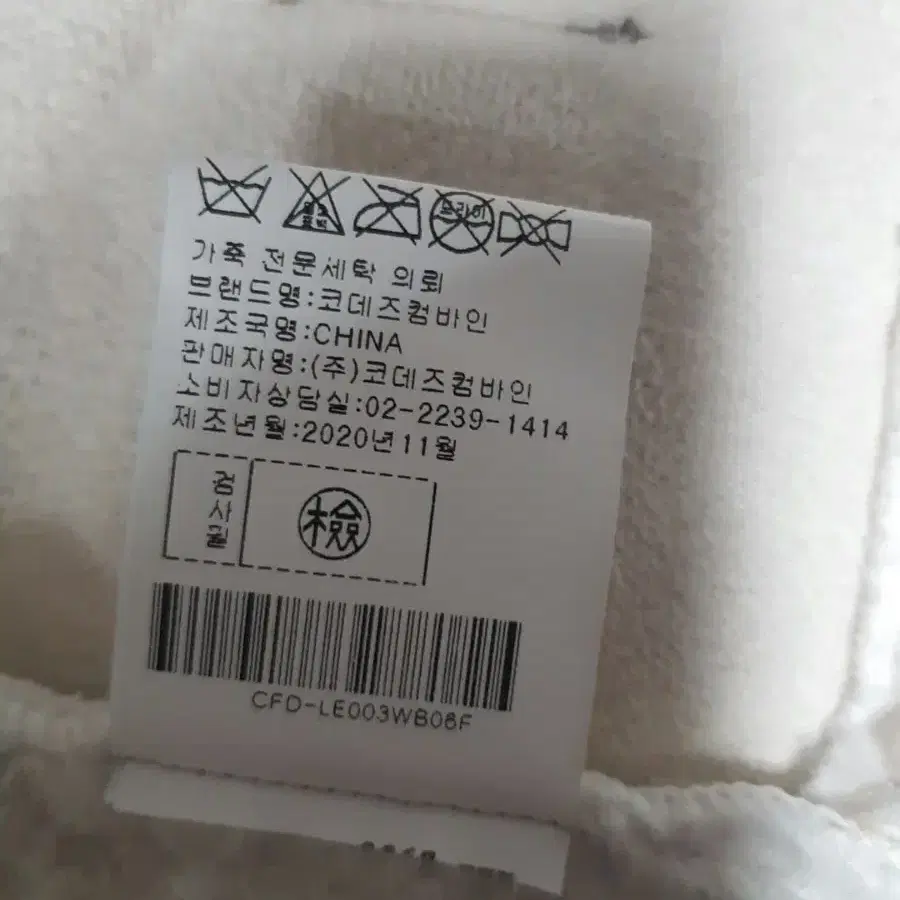 드라이
가죽 전문세탁 의뢰
브랜드명:코데즈컴바인
제조국명:CHINA
판매자명:(주)코데즈컴바인
소비자상담실:02-2239-1414
제조년월:2020년11월
검사필
檢
CFD-LE003WB06F